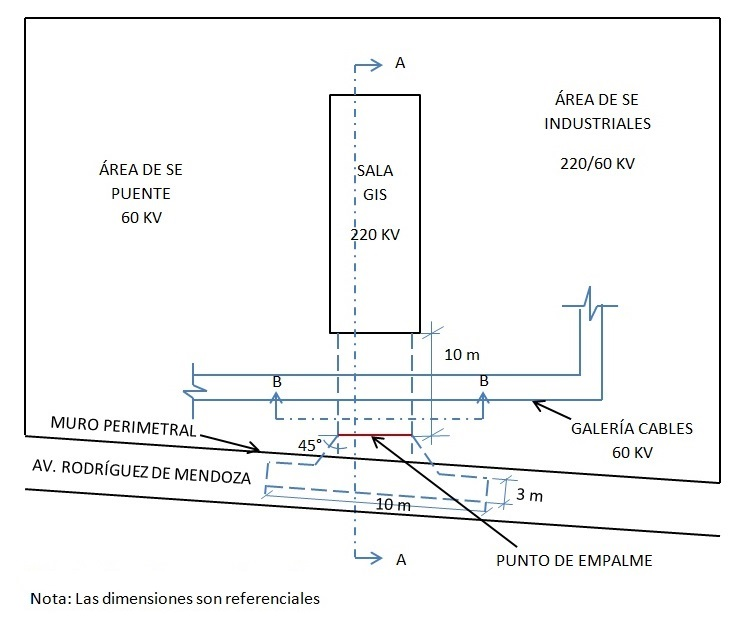 A
ÁREA DE SE
INDUSTRIALES
220/60 KV
ÁREA DE SE
PUENTE
60 KV
SALA
GIS
220 KV
10 m
B
B
MURO PERIMETRAL
GALERÍA CABLES
60 KV
45°
AV. RODRÍGUEZ DE MENDOZA
3 m
10 m
A
PUNTO DE EMPALME
Nota: Las dimensiones son referenciales